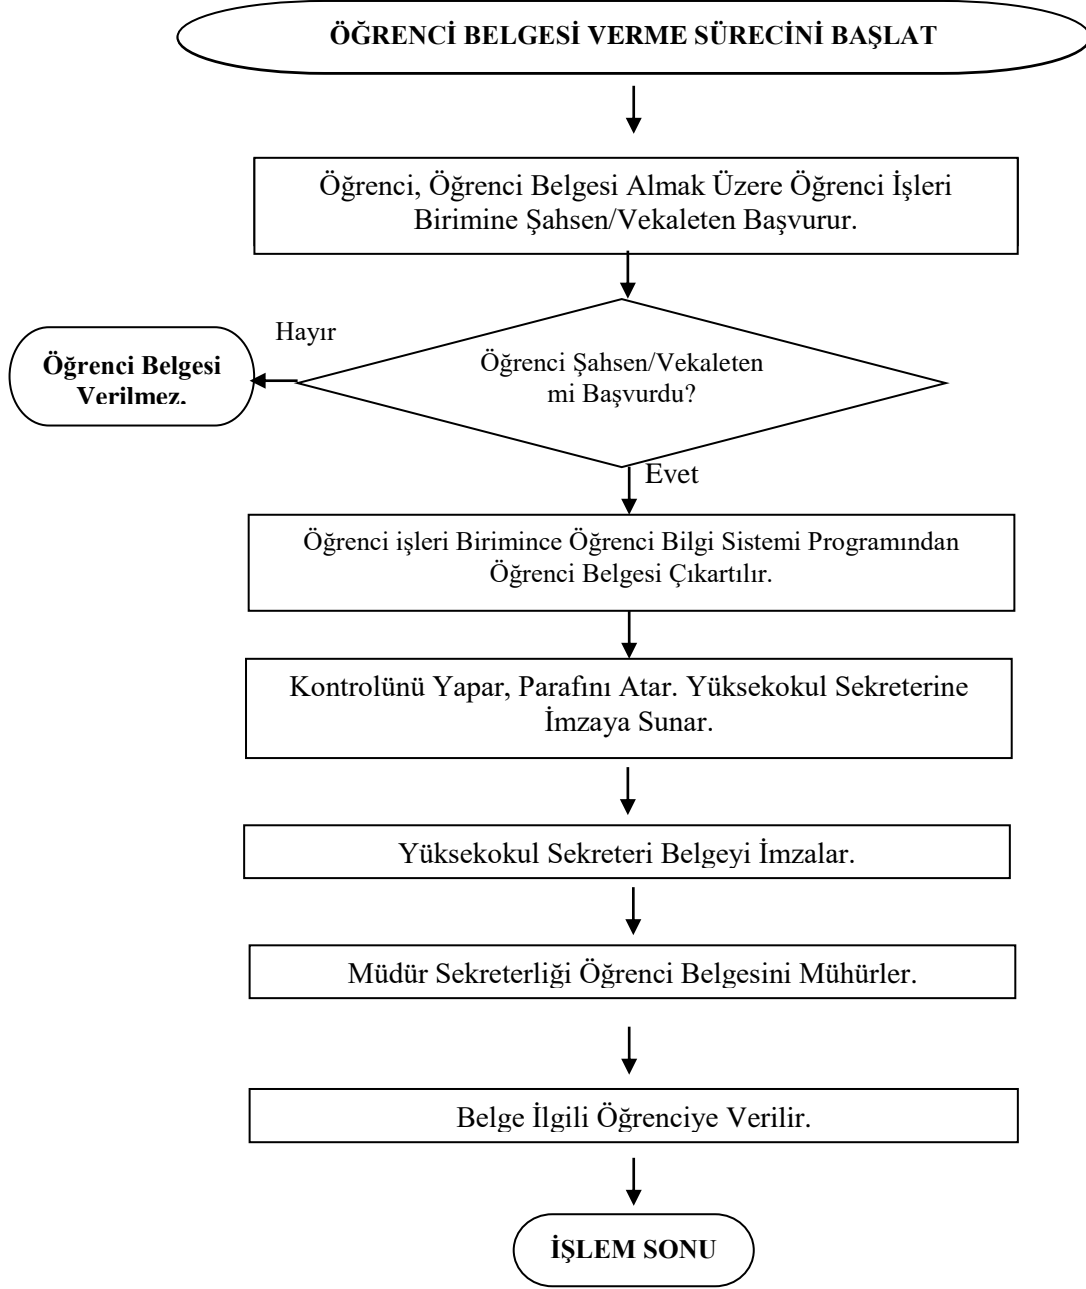 ÖĞRENCİ BELGESİ VERME SÜRECİNİ BAŞLAT
Öğrenci, Öğrenci Belgesi Almak Üzere Öğrenci İşleri
Birimine Şahsen/Vekaleten Başvurur.
Hayır
Öğrenci Belgesi
Verilmez.
Öğrenci Şahsen/Vekaleten
mi Başvurdu?
Evet
Öğrenci işleri Birimince Öğrenci Bilgi Sistemi Programından
Öğrenci Belgesi Çıkartılır.
Kontrolünü Yapar, Parafını Atar. Yüksekokul Sekreterine
İmzaya Sunar.
Yüksekokul Sekreteri Belgeyi İmzalar.
Müdür Sekreterliği Öğrenci Belgesini Mühürler.
Belge İlgili Öğrenciye Verilir.
İŞLEM SONU